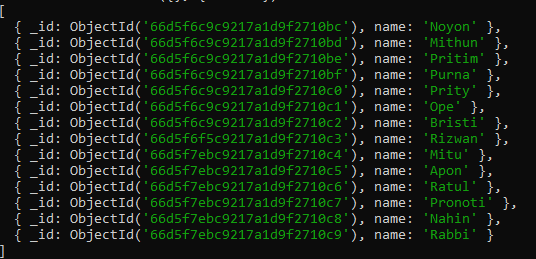 [
{ _id: ObjectId('66d5f6c9c9217a1d9f2710bc'), name: 'Noyon' },
{ _id: ObjectId('66d5f6c9c9217a1d9f2710bd'), name: 'Mithun' },
{ _id: ObjectId('66d5f6c9c9217a1d9f2710be'), name: 'Pritim' },
{ _id: ObjectId('66d5f6c9c9217a1d9f2710bf'), name: 'Purna' },
{ _id: ObjectId('66d5f6c9c9217a1d9f2710c0'), name: 'Prity' },
{ _id: ObjectId('66d5f6c9c9217a1d9f2710c1'), name: 'Ope' },
{ _id: ObjectId('66d5f6c9c9217a1d9f2710c2'), name: 'Bristi' },
{ _id: ObjectId('66d5f6f5c9217a1d9f2710c3'), name: 'Rizwan' },
{ _id: ObjectId('66d5f7ebc9217a1d9f2710c4'), name: 'Mitu' },
{ _id: ObjectId('66d5f7ebc9217a1d9f2710c5'), name: 'Apon' },
{ _id: ObjectId('66d5f7ebc9217a1d9f2710c6'), name: 'Ratul' },
{ _id: ObjectId('66d5f7ebc9217a1d9f2710c7'), name: 'Pronoti' },
{ _id: ObjectId('66d5f7ebc9217a1d9f2710c8'), name: 'Nahin' },
{ _id: ObjectId('66d5f7ebc9217a1d9f2710c9'), name: 'Rabbi' }
]